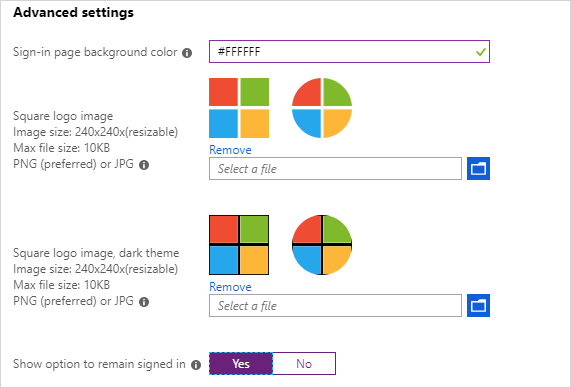 Advanced settings
Sign-in page background color
#FFFFFF
Square logo image
Image size: 240x240x(resizable)
Max file size: 10KB
PNG (preferred) or JPG
Remove
Select a file
Square logo image, dark theme
Image size: 240x240x(resizable)
Max file size: 10KB
PNG (preferred) or JPG
Remove
Select a file
Show option to remain signed in
Yes
No